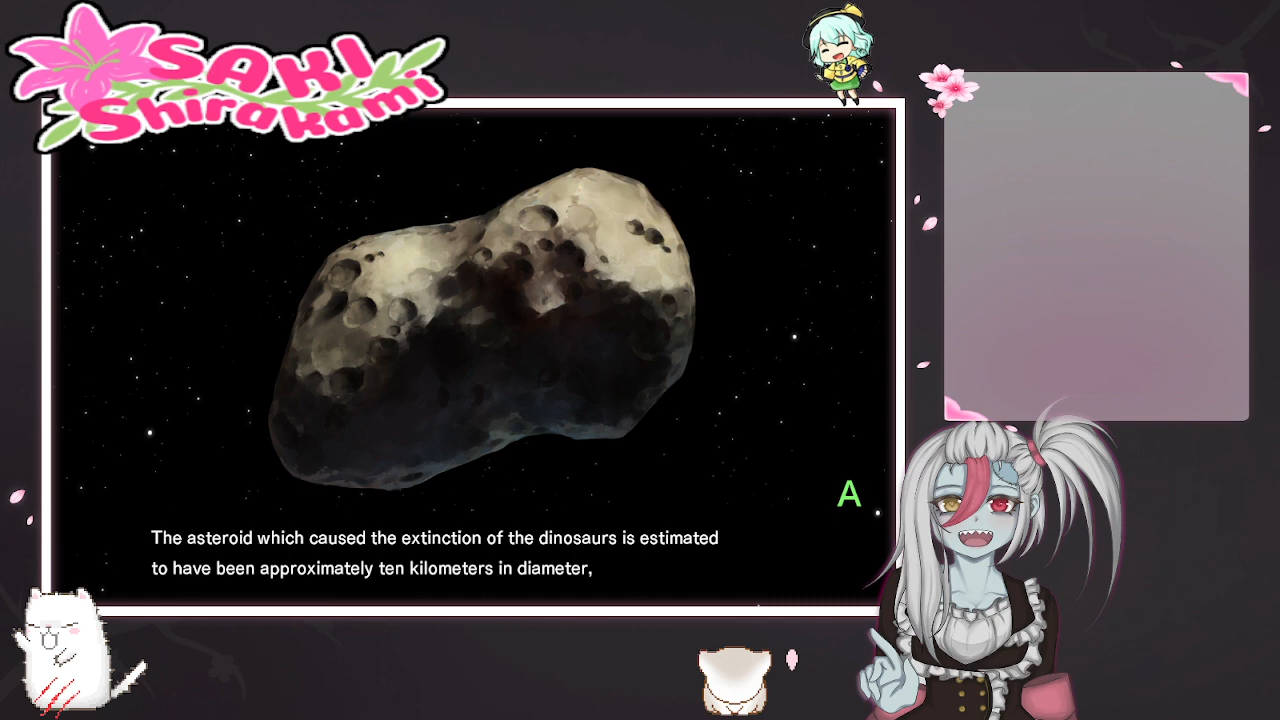 SAKI
Shirakami
A
The asteroid which caused the extinction of the dinosaurs is estimated
to have been approximately ten kilometers in diameter,